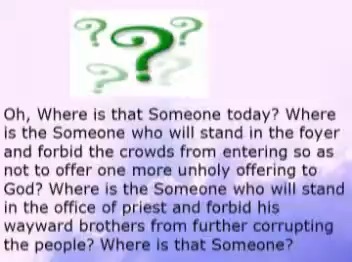 Oh, Where is that Someone today? Where
is the Someone who will stand in the foyer
and forbid the crowds from entering so as
not to offer one more unholy offering to
God? Where is the Someone who will stand
in the office of priest and forbid his
wayward brothers from further corrupting
the people? Where is that Someone?